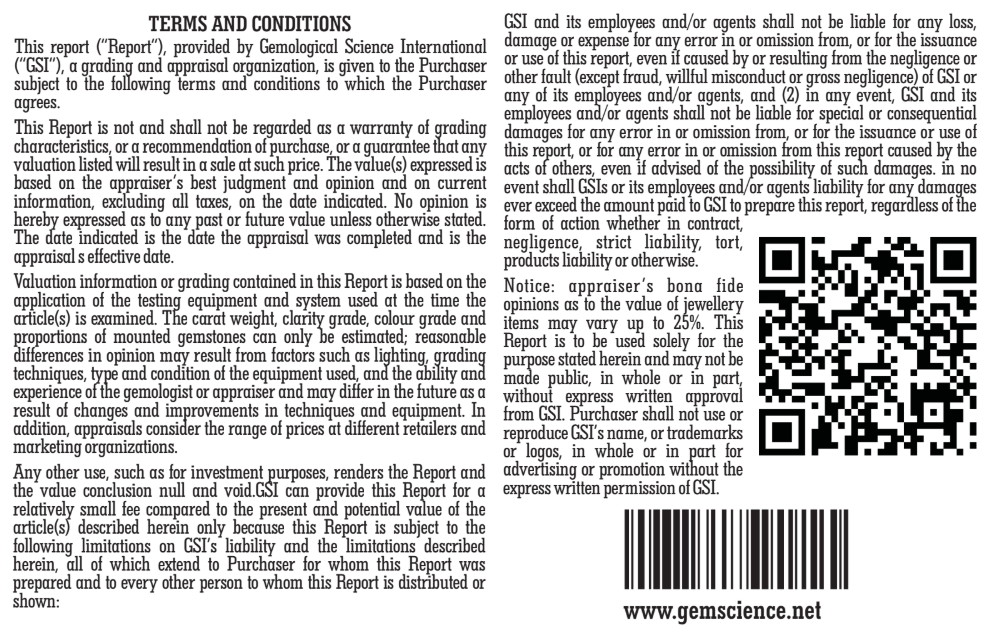 TERMS AND CONDITIONS
This report (“Report”), provided by Gemological Science International
(“GSI”), a grading and appraisal organization, is given to the Purchaser
subject to the following terms and conditions to which the Purchaser
agrees.
This Report is not and shall not be regarded as a warranty of grading
characteristics, or a recommendation of purchase, or a guarantee that any
valuation listed will result in a sale at such price. The value(s) expressed is
based on the appraiser’s best judgment and opinion and on current
information, excluding all taxes, on the date indicated. No opinion is
hereby expressed as to any past or future value unless otherwise stated.
The date indicated is the date the appraisal was completed and is the
appraisal s effective date.
Valuation information or grading contained in this Report is based on the
application of the testing equipment and system used at the time the
article(s) is examined. The carat weight, clarity grade, colour grade and
proportions of mounted gemstones can only be estimated; reasonable
differences in opinion may result from factors such as lighting, grading
techniques, type and condition of the equipment used, and the ability and
experience of the gemologist or appraiser and may differ in the future as a
result of changes and improvements in techniques and equipment. In
addition, appraisals consider the range of prices at different retailers and
marketing organizations.
Any other use, such as for investment purposes, renders the Report and
the value conclusion null and void.GSI can provide this Report for a
relatively small fee compared to the present and potential value of the
article(s) described herein only because this Report is subject to the
following limitations on GSI’s liability and the limitations described
herein, all of which extend to Purchaser for whom this Report was
prepared and to every other person to whom this Report is distributed or
shown:
GSI and its employees and/or agents shall not be liable for any loss,
damage or expense for any error in or omission from, or for the issuance
or use of this report, even if caused by or resulting from the negligence or
other fault (except fraud, willful misconduct or gross negligence) of GSI or
any of its employees and/or agents, and (2) in any event, GSI and its
employees and/or agents shall not be liable for special or consequential
damages for any error in or omission from, or for the issuance or use of
this report, or for any error in or omission from this report caused by the
acts of others, even if advised of the possibility of such damages. in no
event shall GSIs or its employees and/or agents liability for any damages
ever exceed the amount paid to GSI to prepare this report, regardless of the
form of action whether in contract,
negligence, strict liability, tort,
products liability or otherwise.
Notice: appraiser’s bona fide
opinions as to the value of jewellery
items may vary up to 25%. This
Report is to be used solely for the
purpose stated herein and may not be
made public, in whole or in part,
without express written approval
from GSI. Purchaser shall not use or
reproduce GSI’s name, or trademarks
or logos, in whole or in part for
advertising or promotion without the
express written permission of GSI.
www.gemscience.net